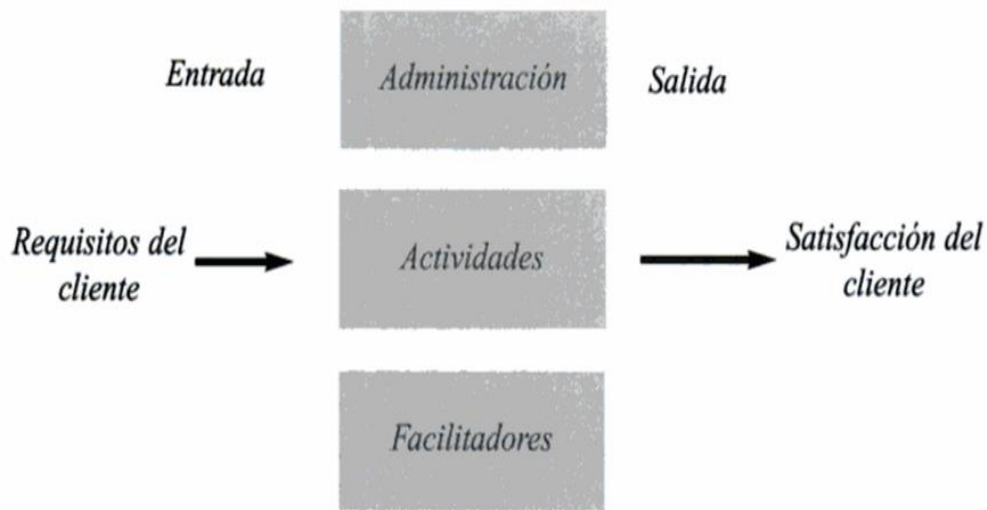 Entrada
Administración
Salida
Requisitos del
cliente
Actividades
Satisfacción del
cliente
Facilitadores